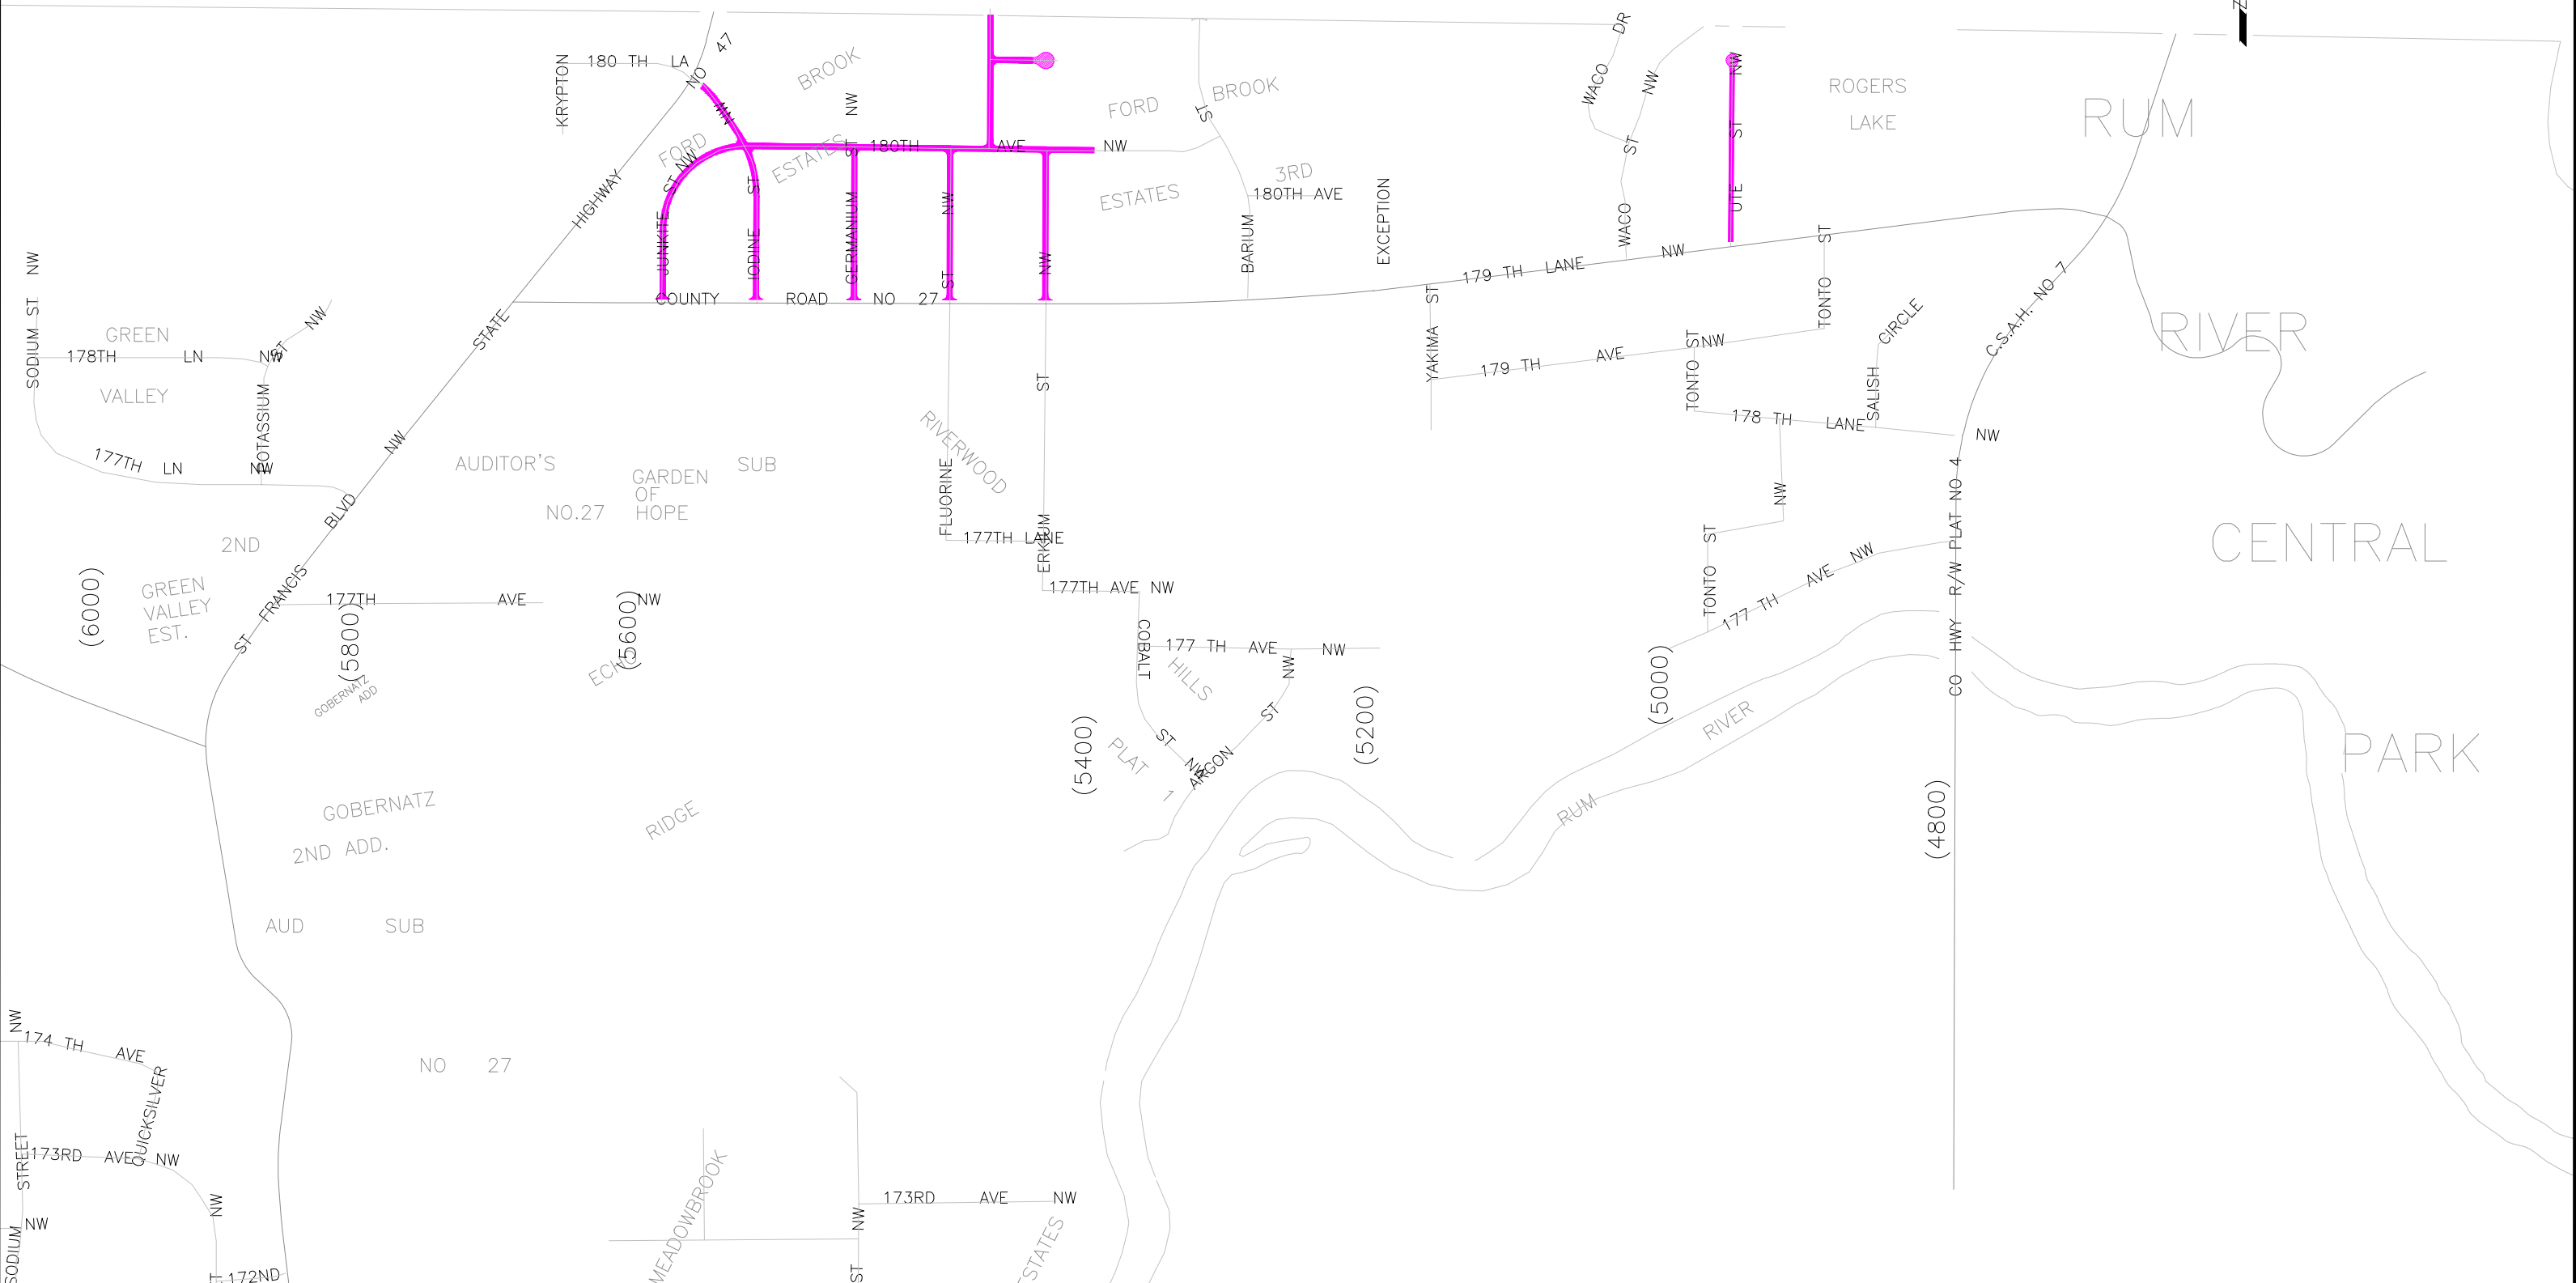 Z
KRYPTON
180 TH LA
HIGHWAY NO 47
NW
BROOK
NW
FORD
BROOK
DR
WACO
NW
NW
ROGERS
LAKE
RUM
ST
ST
ST
UTE
FORD
ESTATES
ST
180TH AVE NW
ST NW
ST
ESTATES
3RD
180TH AVE
NW
JUNKITE
IODINE
GERMANIUM
ST
NW
BARIUM
EXCEPTION
WACO
NW
179 TH LANE
ST
TONTO
COUNTY ROAD NO 27
C.S.A.H. NO 7
RIVER
SODIUM ST NW
GREEN
178TH LN NW
ST NW
VALLEY
POTASSIUM
177TH LN NW
STATE
NW
BLVD
ST FRANCIS
YAKIMA ST
179 TH AVE NW
TONTO ST
SALISH CIRCLE
178 TH LANE NW
NW
ST
RIVERWOOD
FLUORINE
ERKIUM
177TH LANE
AUDITOR'S SUB
NO.27
GARDEN
OF
HOPE
2ND
GREEN
VALLEY
EST.
TONTO ST
177 TH AVE NW
CO HWY R/W PLAT NO 4
CENTRAL
PARK
177TH AVE NW
177TH AVE NW
(6000)
(5800)
(5600)
(5400)
(5200)
(5000)
(4800)
COBALT
ST NW
177 TH AVE NW
HILLS
PLAT
1
ARGON ST NW
RUM RIVER
GOBERNATZ
ADD
ECHO
RIDGE
GOBERNATZ
2ND ADD.
AUD SUB
NO 27
NW
174 TH AVE
QUICKSILVER
STREET
173RD AVE NW
NW
SODIUM
NW
172ND
MEADOWBROOK
173RD AVE NW
NW
ST